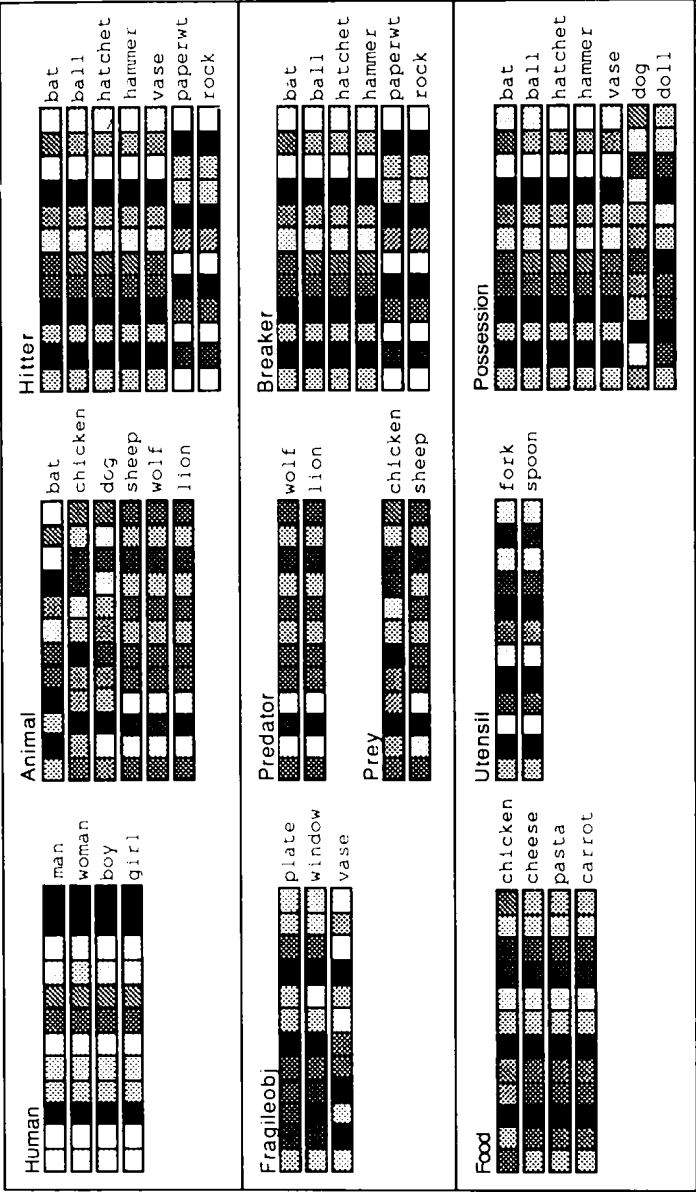 Human
man
woman
boy
girl
Animal
bat
chicken
dog
sheep
wolf
lion
Hitter
bat
ball
hatchet
hammer
vase
paperwt
rock
Fragileobj
plate
window
vase
Predator
wolf
lion
Prey
chicken
sheep
Breaker
bat
ball
hatchet
hammer
paperwt
rock
Food
chicken
cheese
pasta
carrot
Utensil
fork
spoon
Possession
bat
ball
hatchet
hammer
vase
dog
doll